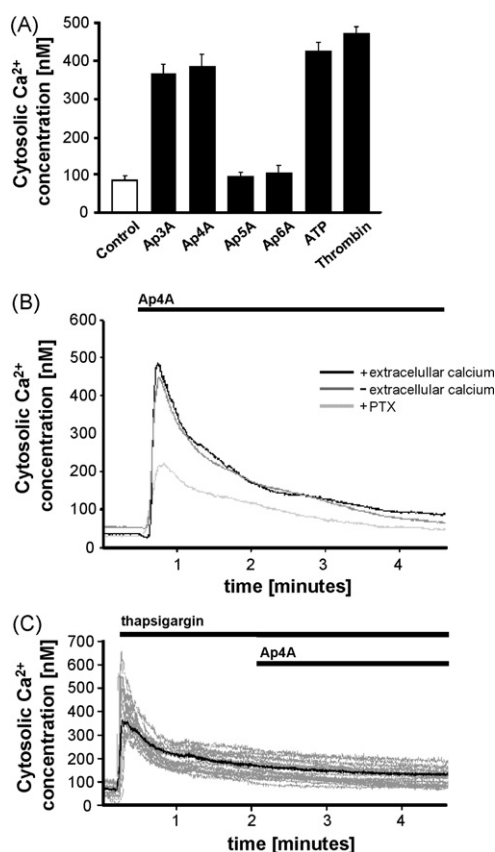 (A)
Cytosolic Ca2+
concentration [nM]
500
400
300
200
100
0
Control
Ap3A
Ap4A
Ap5A
Ap6A
ATP
Thrombin
(B)
Ap4A
Cytosolic Ca2+
concentration [nM]
600
500
400
300
200
100
0
+extracelullar calcium
-extracellular calcium
+PTX
1 2 3 4
time [minutes]
(C)
thapsigargin
Ap4A
Cytosolic Ca2+
concentration [nM]
700
600
500
400
300
200
100
0
1 2 3 4
time [minutes]